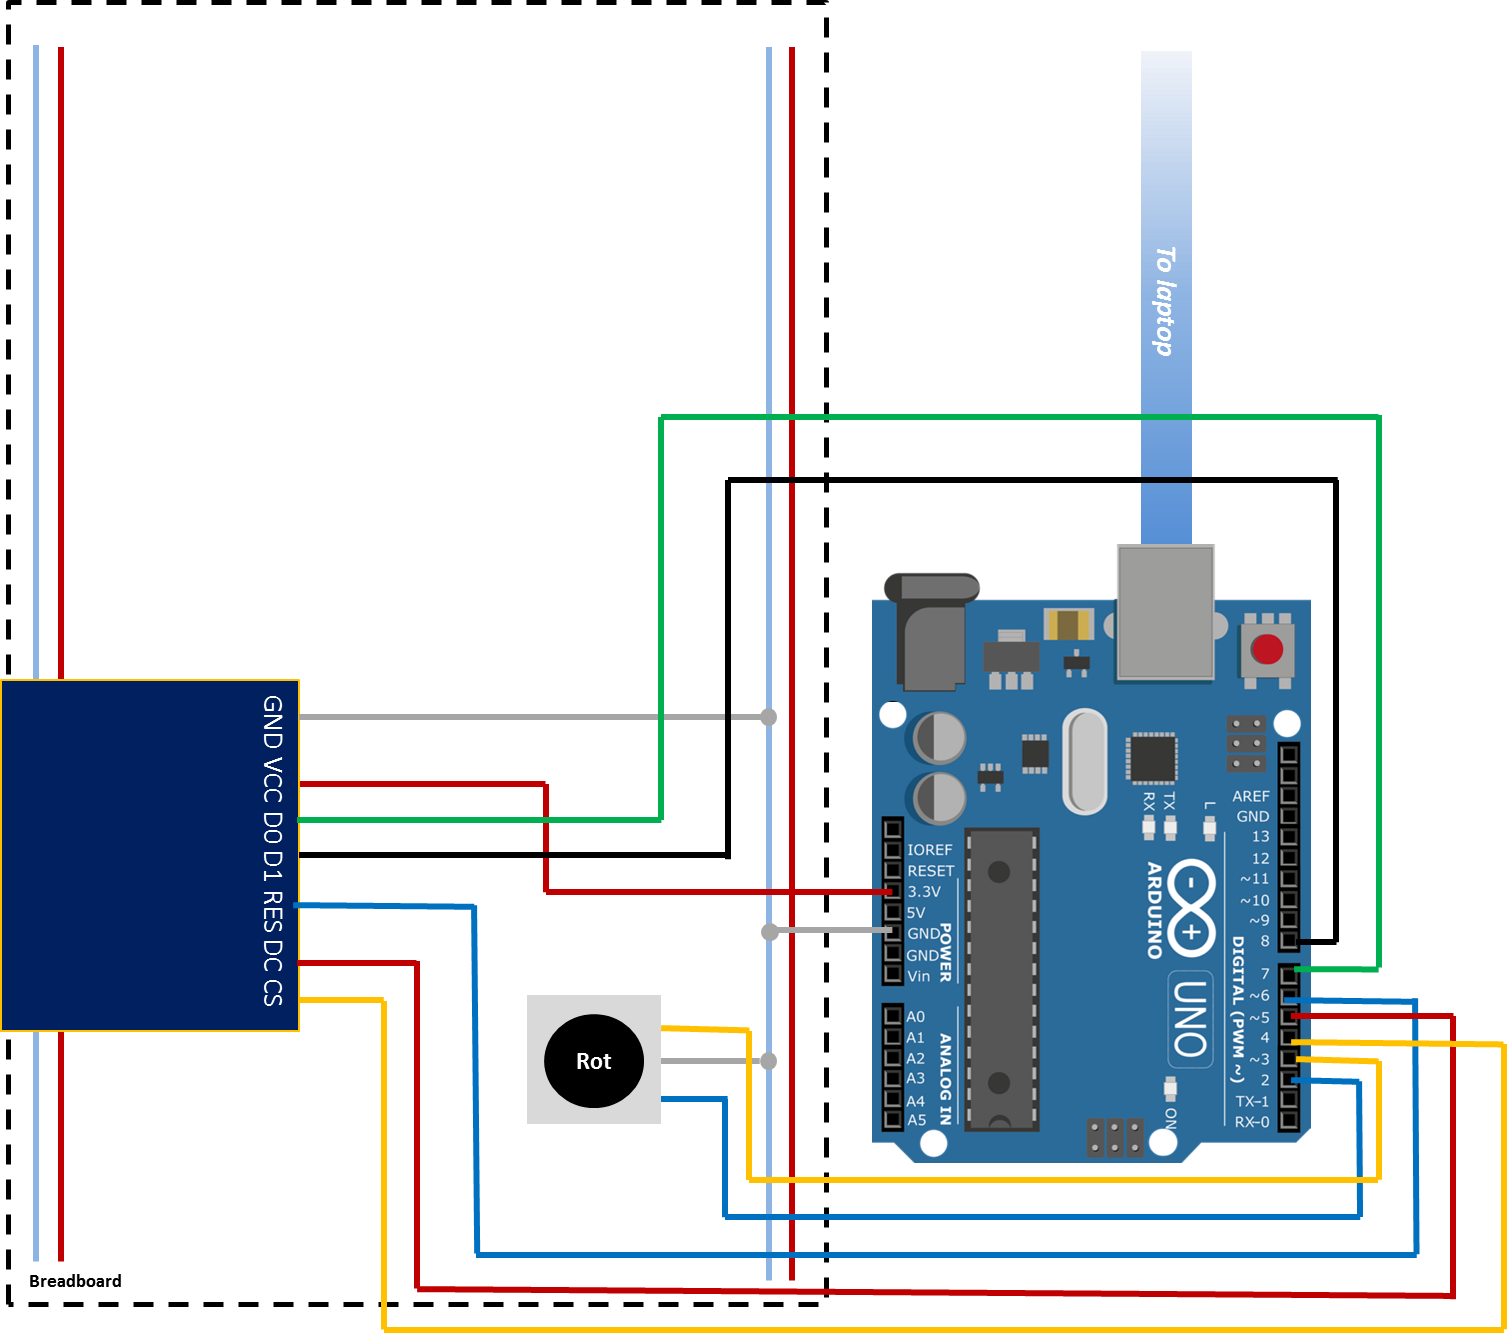 To laptop
GND VCC D0 D1 RES DC CS
Rot
Breadboard
IOREF
RESET
3.3V
5V
GND
GND
Vin
POWER
A0
A1
A2
A3
A4
A5
ANALOG IN
RX
TX
L
ARDUINO
UNO
ON
AREF
GND
13
12
~11
~10
~9
8
7
~6
~5
4
~3
2
TX-1
RX-0
DIGITAL (PWM ~)